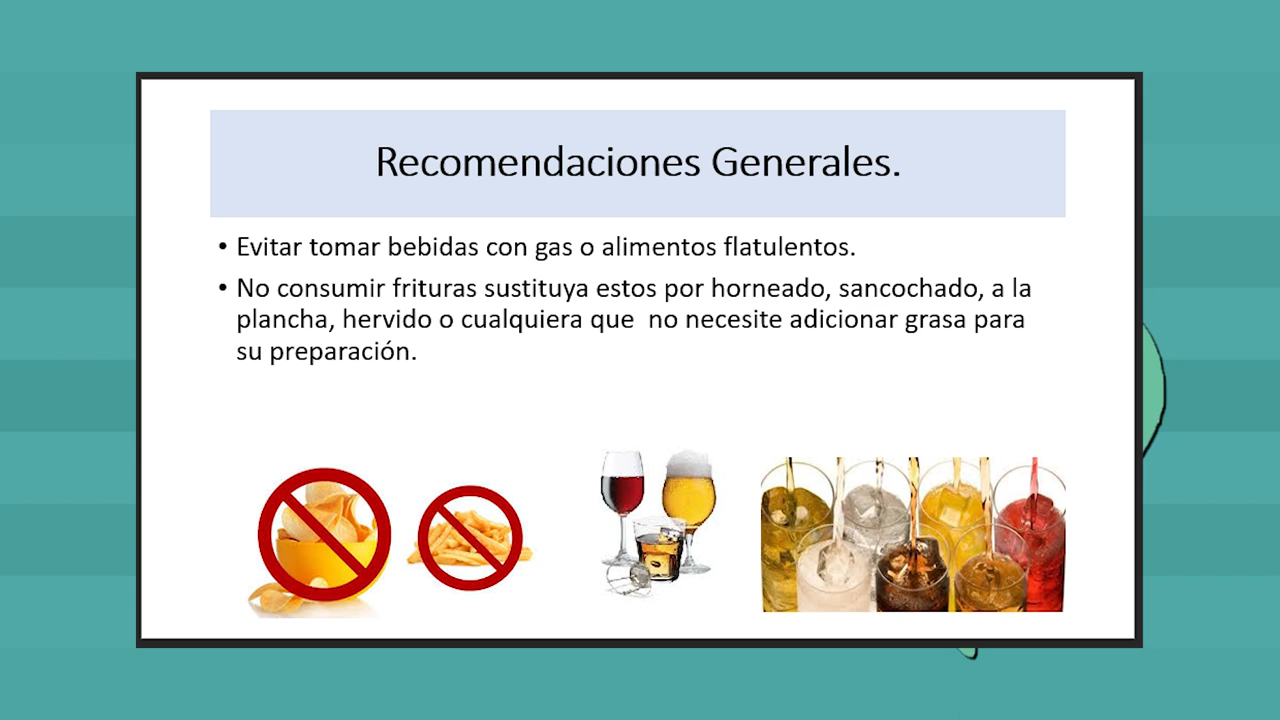 Recomendaciones Generales.
• Evitar tomar bebidas con gas o alimentos flatulentos.
• No consumir frituras sustituya estos por horneado, sancochado, a la
plancha, hervido o cualquiera que  no necesite adicionar grasa para
su preparación.